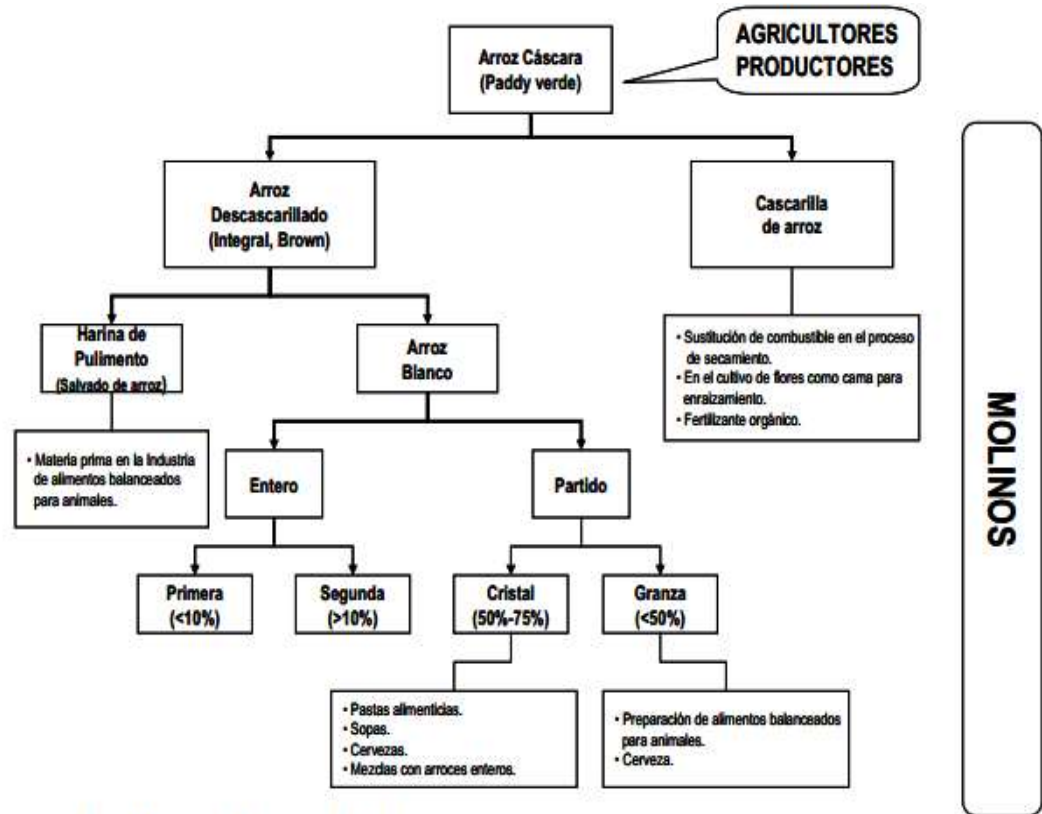 Arroz Cáscara
(Paddy verde)
AGRICULTORES
PRODUCTORES
Arroz
Descascarillado
(Integral, Brown)
Cascarilla
de arroz
Harina de
Pulimento
(Salvado de arroz)
Arroz
Blanco
• Sustitución de combustible en el proceso
de secamiento.
• En el cultivo de flores como cama para
enraizamiento.
• Fertilizante orgánico.
• Materia prima en la industria
de alimentos balanceados
para animales.
Entero
Partido
Primera
(<10%)
Segunda
(>10%)
Cristal
(50%-75%)
Granza
(<50%)
• Pastas alimenticias.
• Sopas.
• Cervezas.
• Mezclas con arroces enteros.
• Preparación de alimentos balanceados
para animales.
• Cerveza.
MOLINOS